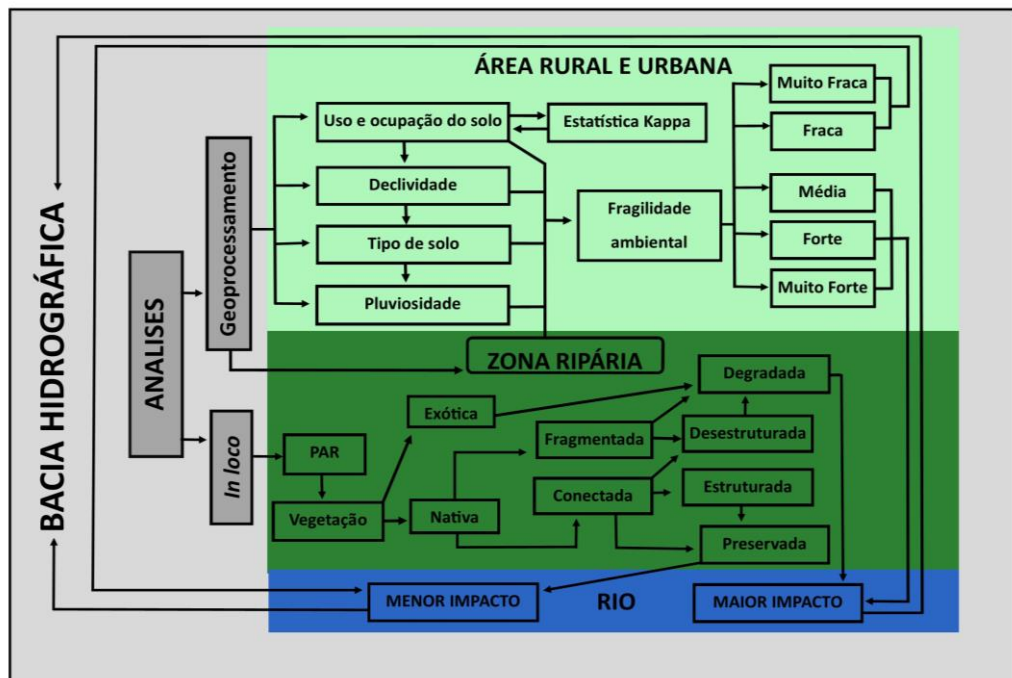 ÁREA RURAL E URBANA
Uso e ocupação do solo
Estatística Kappa
Declividade
Tipo de solo
Pluviosidade
Fragilidade
ambiental
Muito Fraca
Fraca
Média
Forte
Muito Forte
BACIA HIDROGRÁFICA
ANALISES
Geoprocessamento
In loco
ZONA RIPÁRIA
PAR
Vegetação
Exótica
Nativa
Fragmentada
Conectada
Degradada
Desestruturada
Estruturada
Preservada
MENOR IMPACTO
RIO
MAIOR IMPACTO